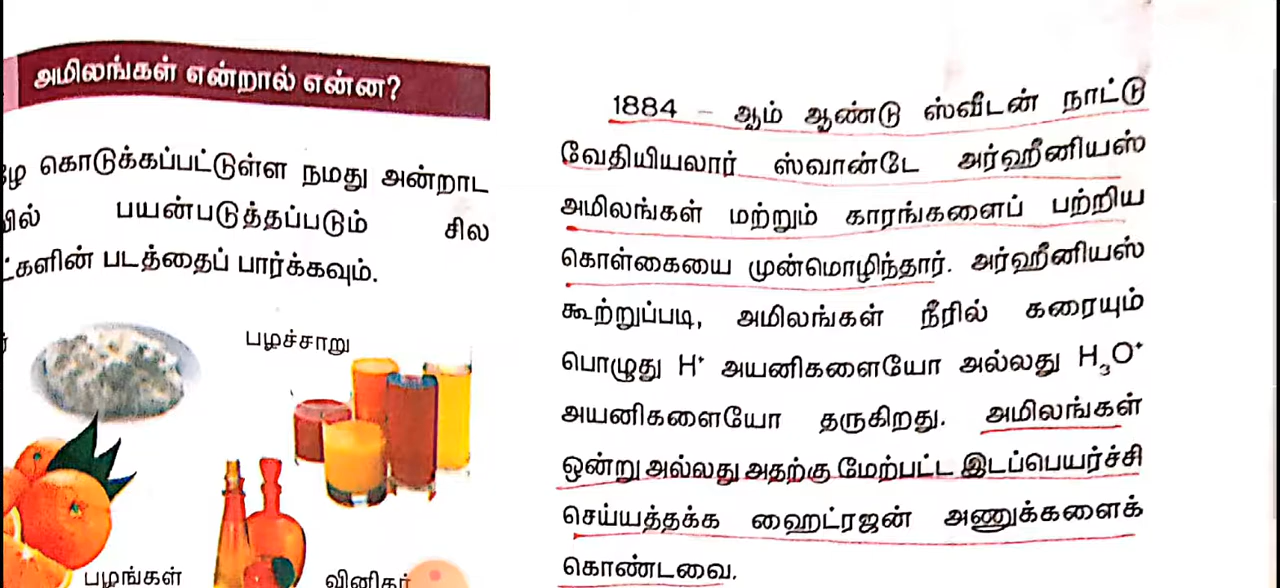 அமிலங்கள் என்றால் என்ன?
கொடுக்கப்பட்டுள்ள நமது அன்றாட
பயன்படுத்தப்படும் சில
படத்தைப் பார்க்கவும்.
பழச்சாறு
பழங்கள்
வினிகர்
1884 – ஆம் ஆண்டு ஸ்வீடன் நாட்டு
வேதியியலார் ஸ்வான்டே அர்ஹீனியஸ்
அமிலங்கள் மற்றும் காரங்களைப் பற்றிய
கொள்கையை முன்மொழிந்தார். அர்ஹீனியஸ்
கூற்றுப்படி, அமிலங்கள் நீரில் கரையும்
பொழுது H⁺ அயனிகளையோ அல்லது H₃O⁺
அயனிகளையோ தருகிறது. அமிலங்கள்
ஒன்று அல்லது அதற்கு மேற்பட்ட இடப்பெயர்ச்சி
செய்யத்தக்க ஹைட்ரஜன் அணுக்களைக்
கொண்டவை.